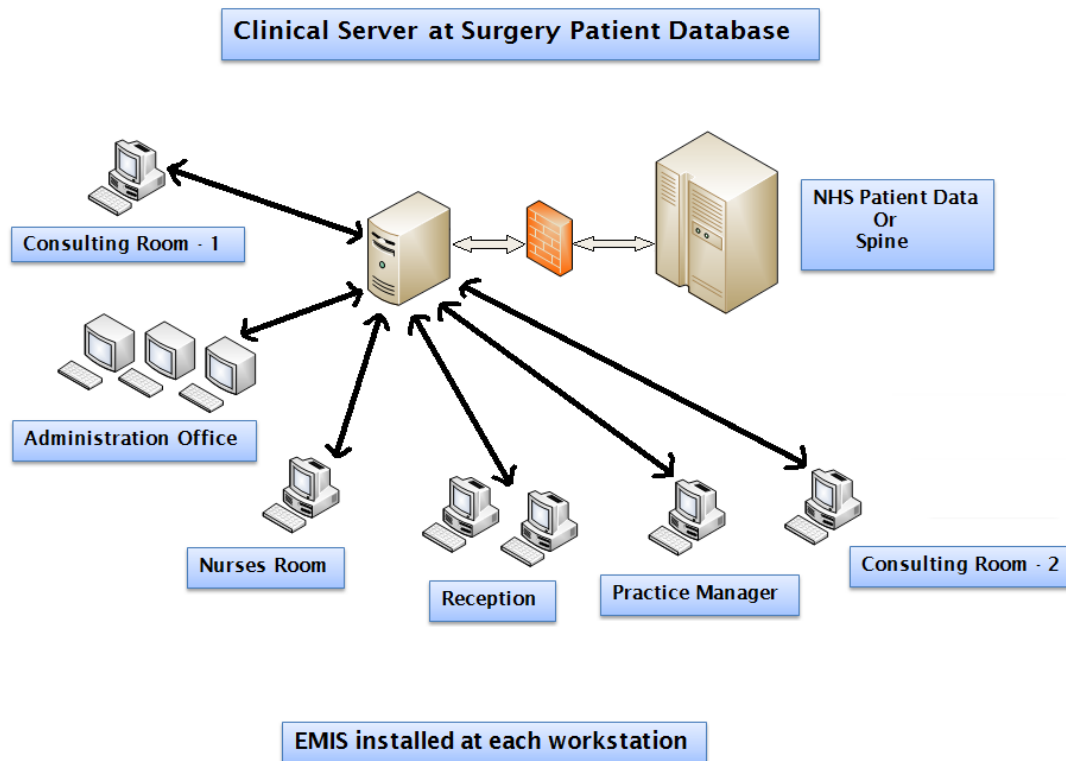 Clinical Server at Surgery Patient Database
NHS Patient Data
Or
Spine
Consulting Room - 1
Administration Office
Nurses Room
Reception
Practice Manager
Consulting Room - 2
EMIS installed at each workstation